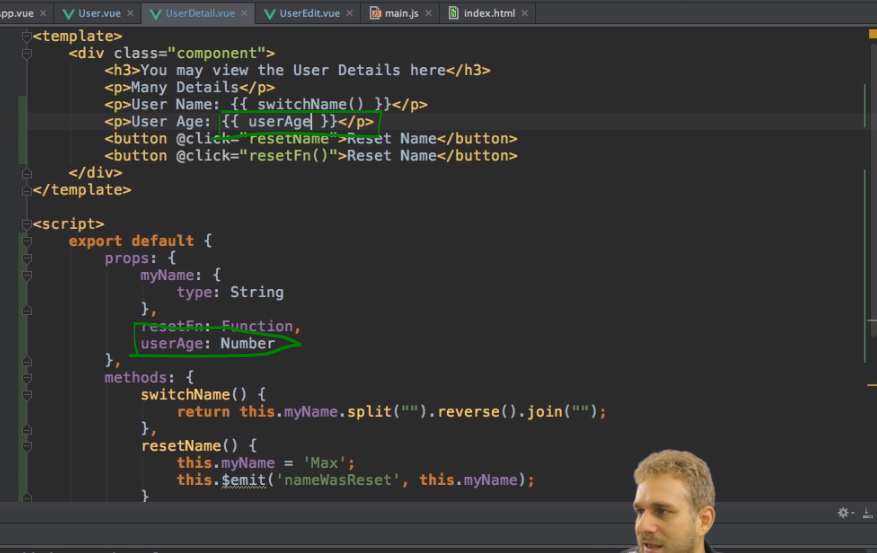 App.vue User.vue UserDetail.vue UserEdit.vue main.js index.html
<template>
<div class="component">
<h3>You may view the User Details here</h3>
<p>Many Details</p>
<p>User Name: {{ switchName() }}</p>
<p>User Age: {{ userAge }}</p>
<button @click="resetName">Reset Name</button>
<button @click="resetFn()">Reset Name</button>
</div>
</template>
<script>
export default {
props: {
myName: {
type: String
},
resetFn: Function,
userAge: Number
},
methods: {
switchName() {
return this.myName.split("").reverse().join("");
},
resetName() {
this.myName = 'Max';
this.$emit('nameWasReset', this.myName);
}